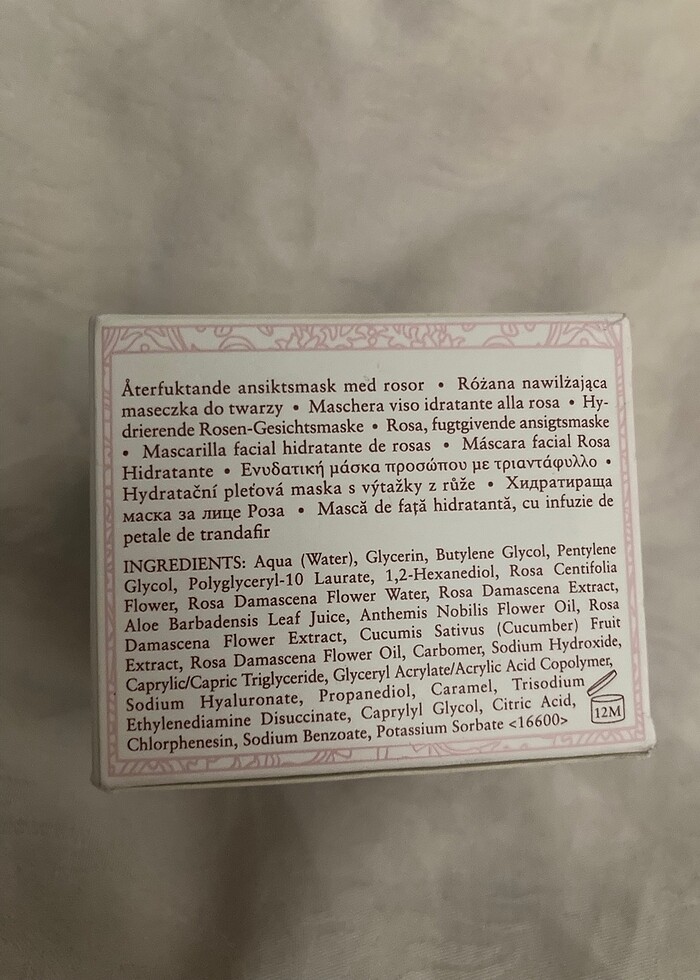 Återfuktande ansiktsmask med rosor • Różana nawilżająca
maseczka do twarzy • Maschera viso idratante alla rosa • Hy-
drierende Rosen-Gesichtsmaske • Rosa, fugtgivende ansigtsmaske
• Mascarilla facial hidratante de rosas • Máscara facial Rosa
Hidratante • Ενυδατική μάσκα προσώπου με τριαντάφυλλο •
Hydratační pleťová maska s výtažky z růže • Хидратираща
маска за лице Роза • Mască de față hidratantă, cu infuzie de
petale de trandafir
INGREDIENTS: Aqua (Water), Glycerin, Butylene Glycol, Pentylene
Glycol, Polyglyceryl-10 Laurate, 1,2-Hexanediol, Rosa Centifolia
Flower, Rosa Damascena Flower Water, Rosa Damascena Extract,
Aloe Barbadensis Leaf Juice, Anthemis Nobilis Flower Oil, Rosa
Damascena Flower Extract, Cucumis Sativus (Cucumber) Fruit
Extract, Rosa Damascena Flower Oil, Carbomer, Sodium Hydroxide,
Caprylic/Capric Triglyceride, Glyceryl Acrylate/Acrylic Acid Copolymer,
Sodium Hyaluronate, Propanediol, Caramel, Trisodium
Ethylenediamine Disuccinate, Caprylyl Glycol, Citric Acid,
Chlorphenesin, Sodium Benzoate, Potassium Sorbate <16600>
12M